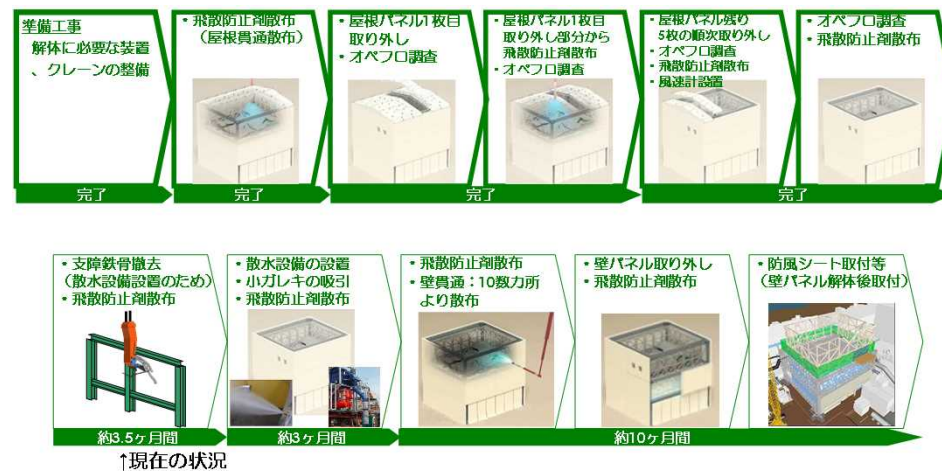 準備工事
解体に必要な装置
、クレーンの整備
・飛散防止剤散布
(屋根貫通散布)
・屋根パネル1枚目
取り外し
・オペフロ調査
・屋根パネル1枚目
取り外し部分から
飛散防止剤散布
・オペフロ調査
・屋根パネル残り
5枚の順次取り外し
・オペフロ調査
・飛散防止剤散布
・風速計設置
・オペフロ調査
・飛散防止剤散布
完了
完了
完了
完了
・支障鉄骨撤去
(散水設備設置のため)
・飛散防止剤散布
・散水設備の設置
・小ガレキの吸引
・飛散防止剤散布
・飛散防止剤散布
・壁貫通:10数カ所
より散布
・壁パネル取り外し
・飛散防止剤散布
・防風シート取付等
(壁パネル解体後取付)
約3.5ヶ月間
約3ヶ月間
約10ヶ月間
↑現在の状況